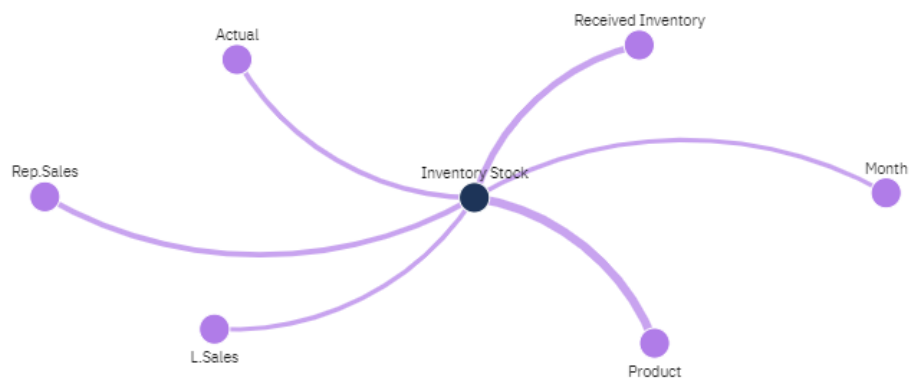 Received Inventory
Actual
Month
Rep.Sales
Inventory Stock
L.Sales
Product